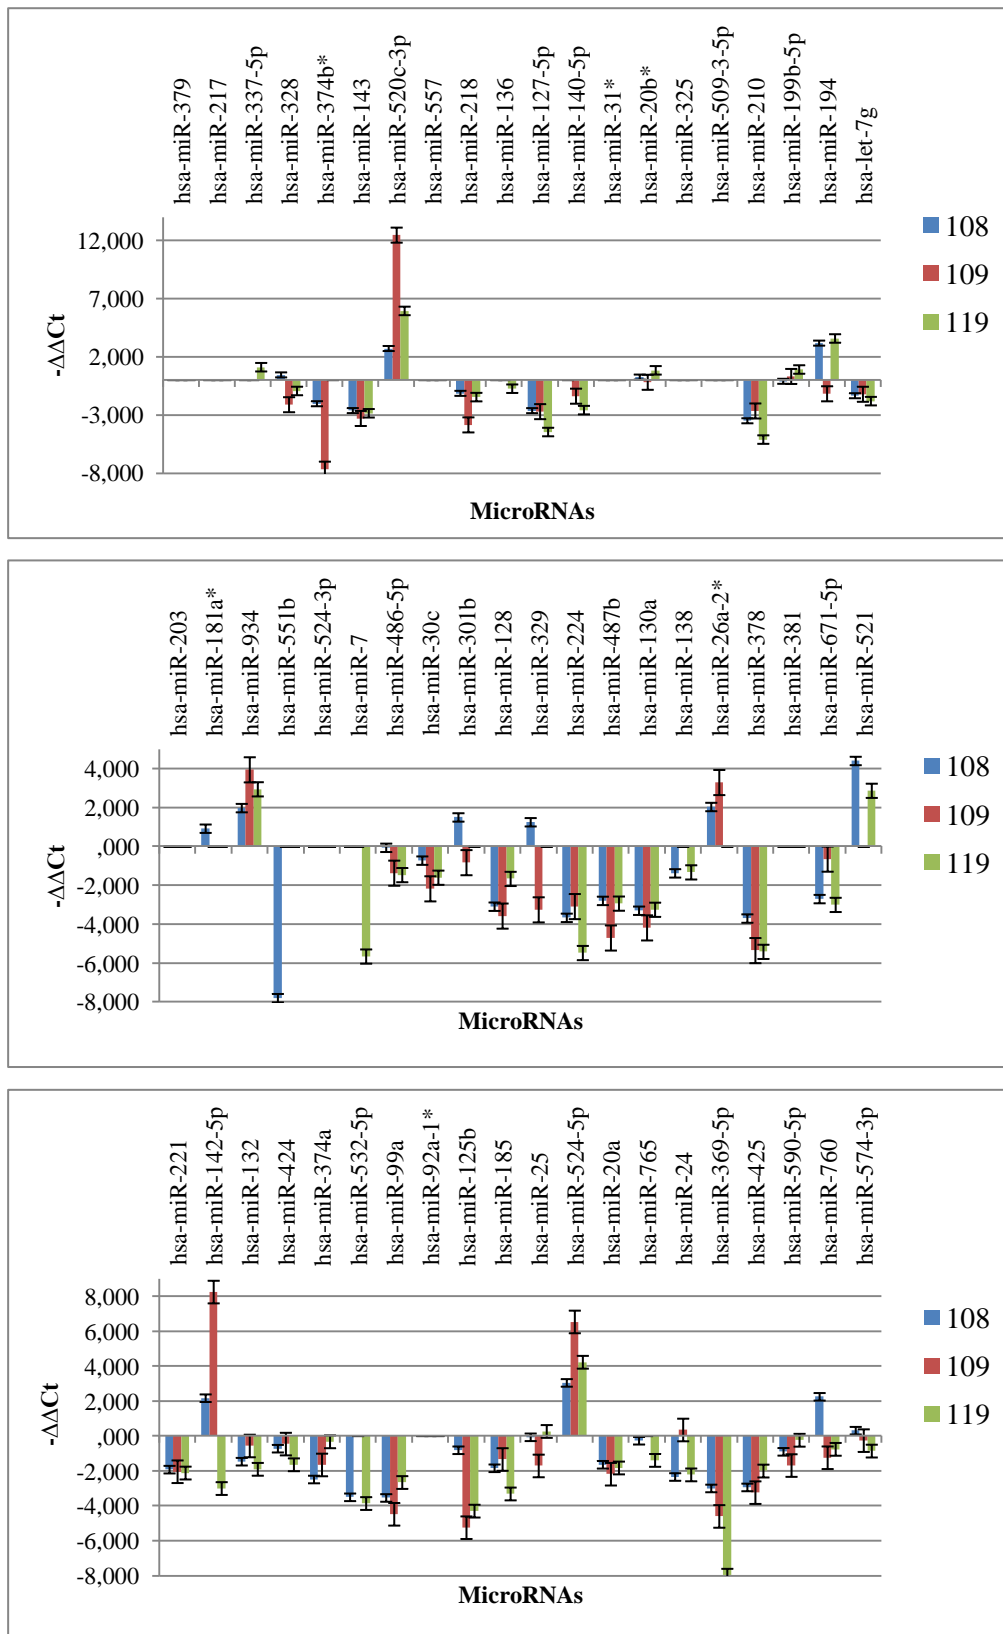 hsa-miR-379
hsa-miR-217
hsa-miR-337-5p
hsa-miR-328
hsa-miR-374b*
hsa-miR-143
hsa-miR-520c-3p
hsa-miR-557
hsa-miR-218
hsa-miR-136
hsa-miR-127-5p
hsa-miR-140-5p
hsa-miR-31*
hsa-miR-20b*
hsa-miR-325
hsa-miR-509-3-5p
hsa-miR-210
hsa-miR-199b-5p
hsa-miR-194
hsa-let-7g
12,000
7,000
2,000
-3,000
-8,000
-ΔΔCt
MicroRNAs
108
109
119
hsa-miR-203
hsa-miR-181a*
hsa-miR-934
hsa-miR-551b
hsa-miR-524-3p
hsa-miR-7
hsa-miR-486-5p
hsa-miR-30c
hsa-miR-301b
hsa-miR-128
hsa-miR-329
hsa-miR-224
hsa-miR-487b
hsa-miR-130a
hsa-miR-138
hsa-miR-26a-2*
hsa-miR-378
hsa-miR-381
hsa-miR-671-5p
hsa-miR-521
4,000
2,000
,000
-2,000
-4,000
-6,000
-8,000
-ΔΔCt
MicroRNAs
108
109
119
hsa-miR-221
hsa-miR-142-5p
hsa-miR-132
hsa-miR-424
hsa-miR-374a
hsa-miR-532-5p
hsa-miR-99a
hsa-miR-92a-1*
hsa-miR-125b
hsa-miR-185
hsa-miR-25
hsa-miR-524-5p
hsa-miR-20a
hsa-miR-765
hsa-miR-24
hsa-miR-369-5p
hsa-miR-425
hsa-miR-590-5p
hsa-miR-760
hsa-miR-574-3p
8,000
6,000
4,000
2,000
,000
-2,000
-4,000
-6,000
-8,000
-ΔΔCt
MicroRNAs
108
109
119